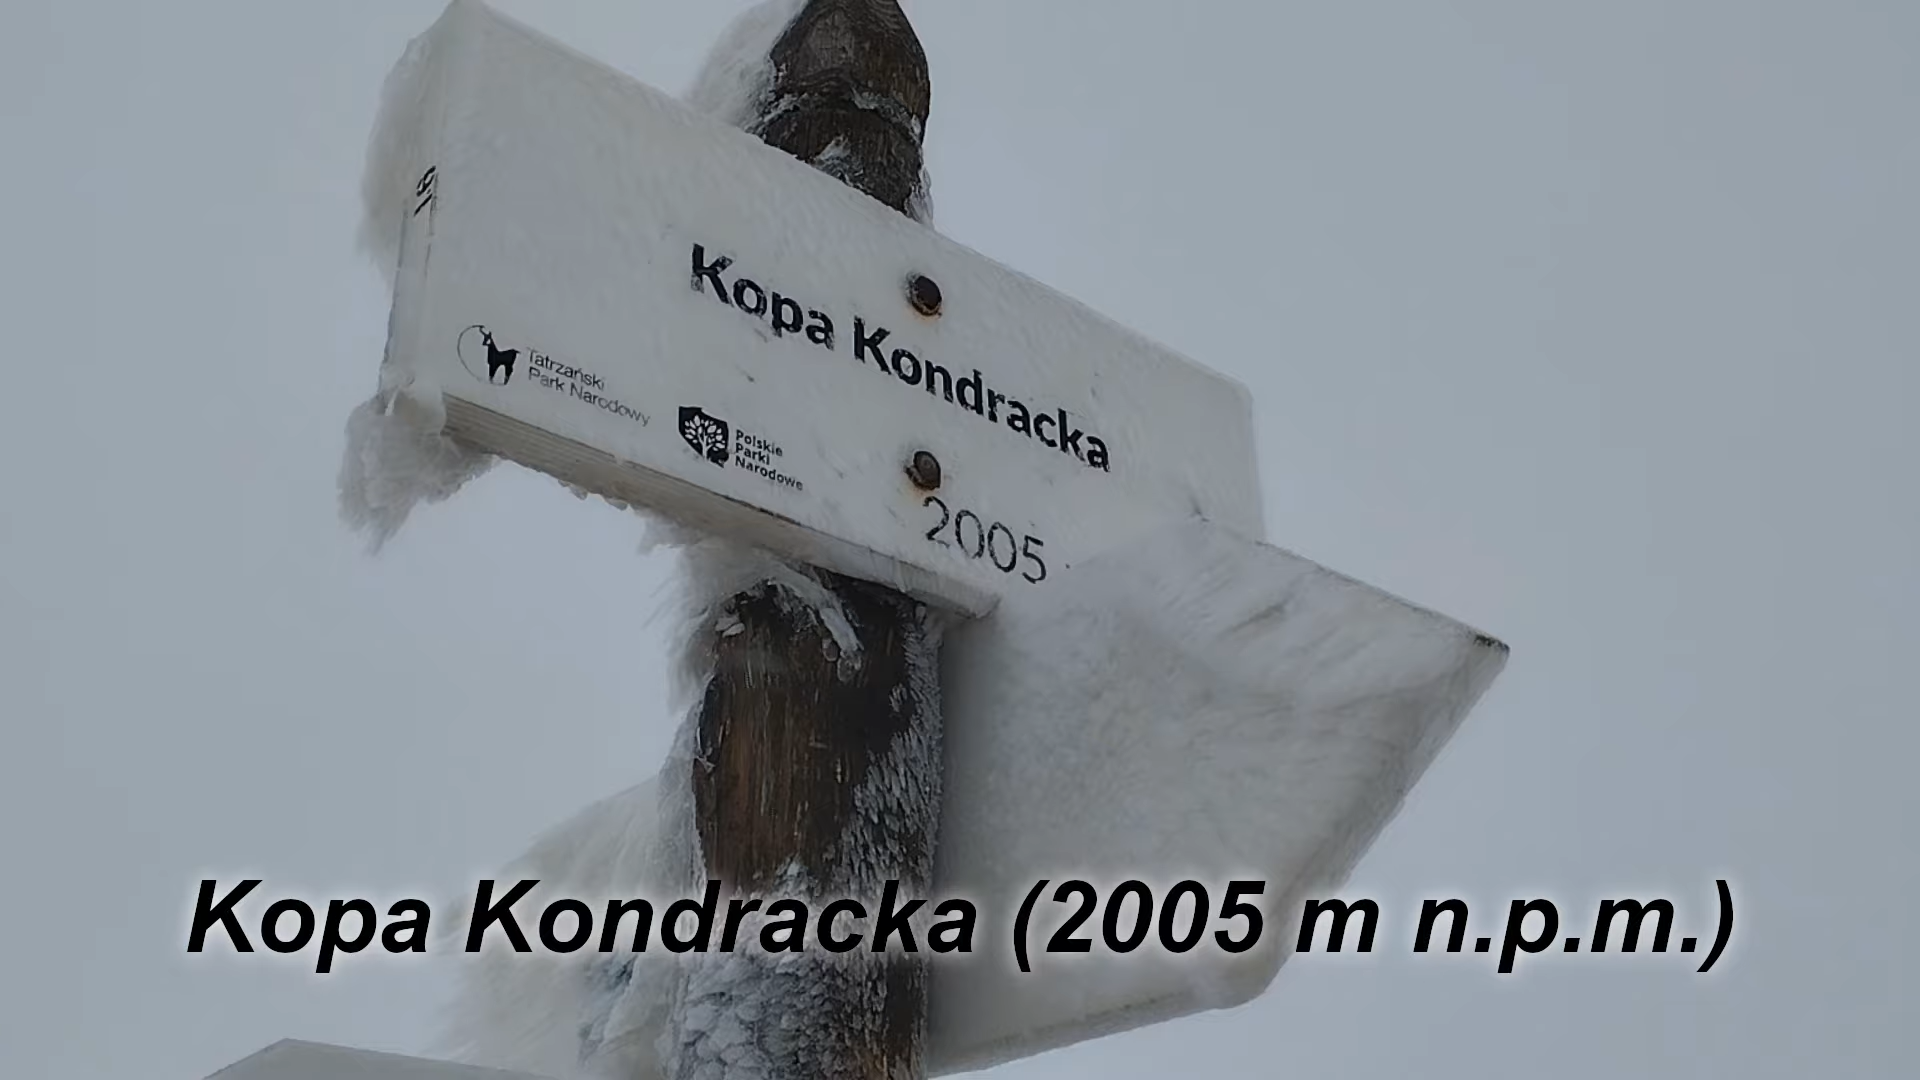 Kopa Kondracka
Tatrzański
Park Narodowy
Polskie
Parki
Narodowe
2005
Kopa Kondracka (2005 m n.p.m.)